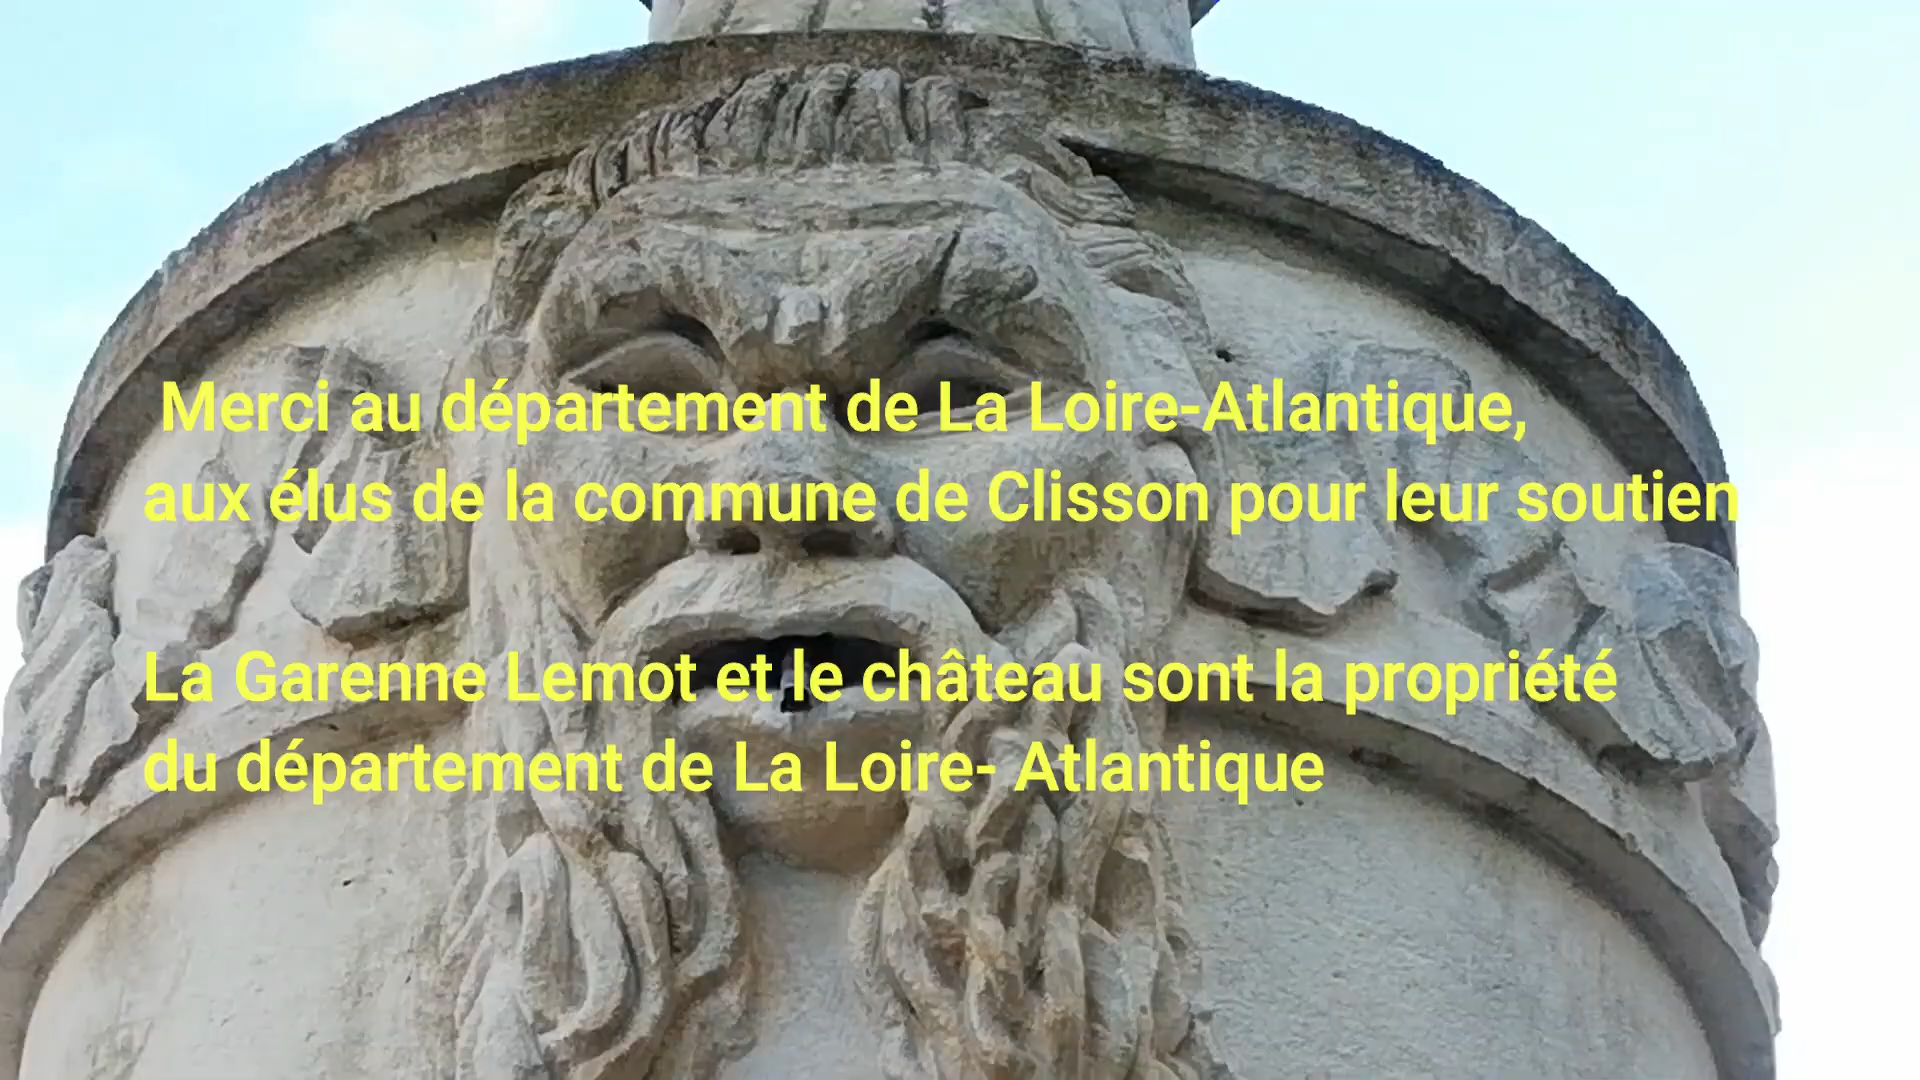 Merci au département de La Loire-Atlantique,
aux élus de la commune de Clisson pour leur soutien
La Garenne Lemot et le château sont la propriété
du département de La Loire- Atlantique